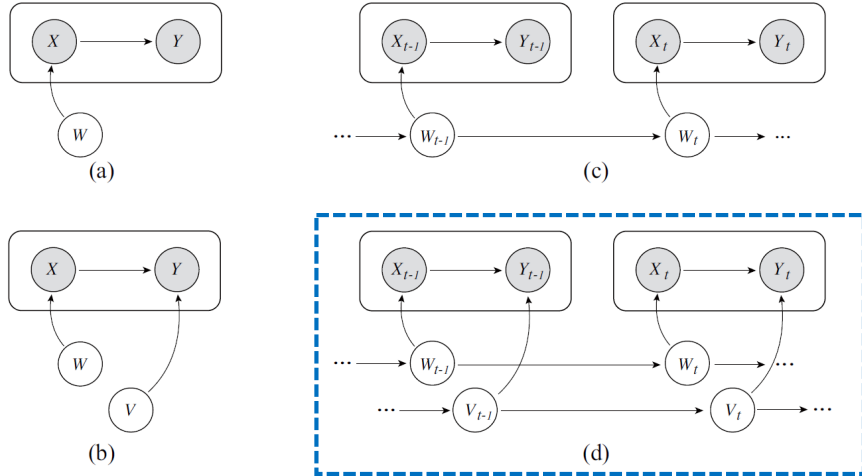 X Y
W
(a)
X_{t-1} Y_{t-1} X_t Y_t
... W_{t-1} W_t ...
(c)
X Y
W
V
(b)
X_{t-1} Y_{t-1} X_t Y_t
... W_{t-1} W_t ...
... V_{t-1} V_t ...
(d)